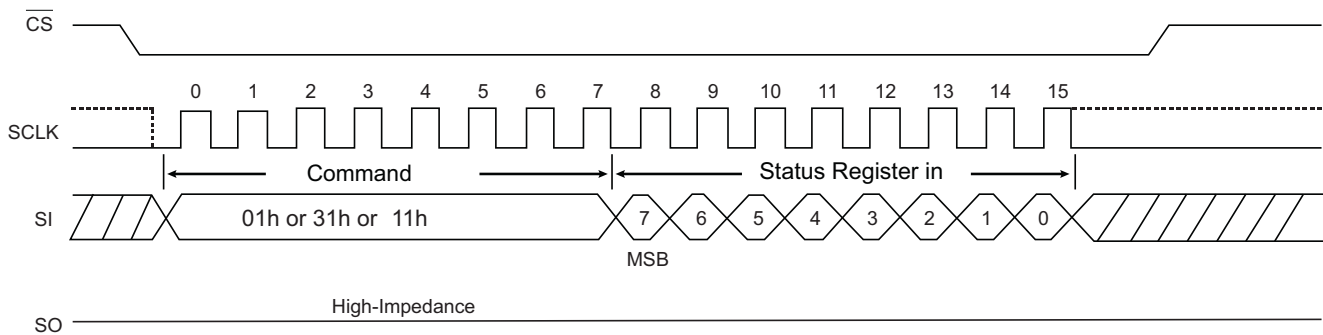 CS
0 1 2 3 4 5 6 7 8 9 10 11 12 13 14 15
SCLK
Command Status Register in
SI 01h or 31h or 11h 7 6 5 4 3 2 1 0
MSB
High-Impedance
SO